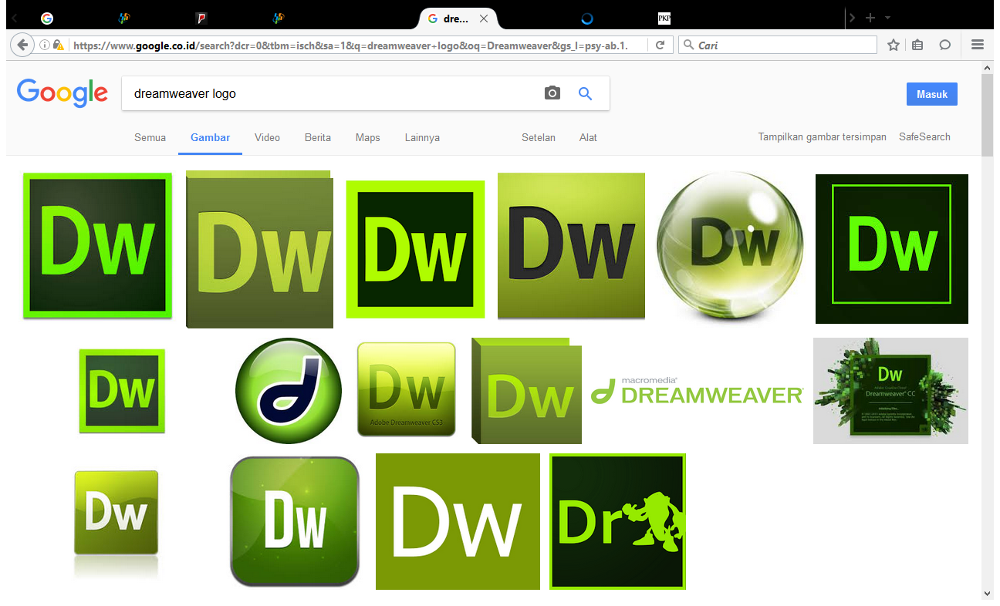 dre...
PKP
https://www.google.co.id/search?dcr=0&tbm=isch&sa=1&q=dreamweaver+logo&oq=Dreamweaver&gs_l=psy-ab.1.
Cari
Google
dreamweaver logo
Masuk
Semua Gambar Video Berita Maps Lainnya Setelan Alat Tampilkan gambar tersimpan SafeSearch
Dw Dw Dw Dw Dw Dw
Dw
d
Dw
Adobe Dreamweaver CS3
Dw
macromedia®
DREAMWEAVER
Dw
Adobe Creative Cloud
Dreamweaver® CC
Dw Dw Dw Dr